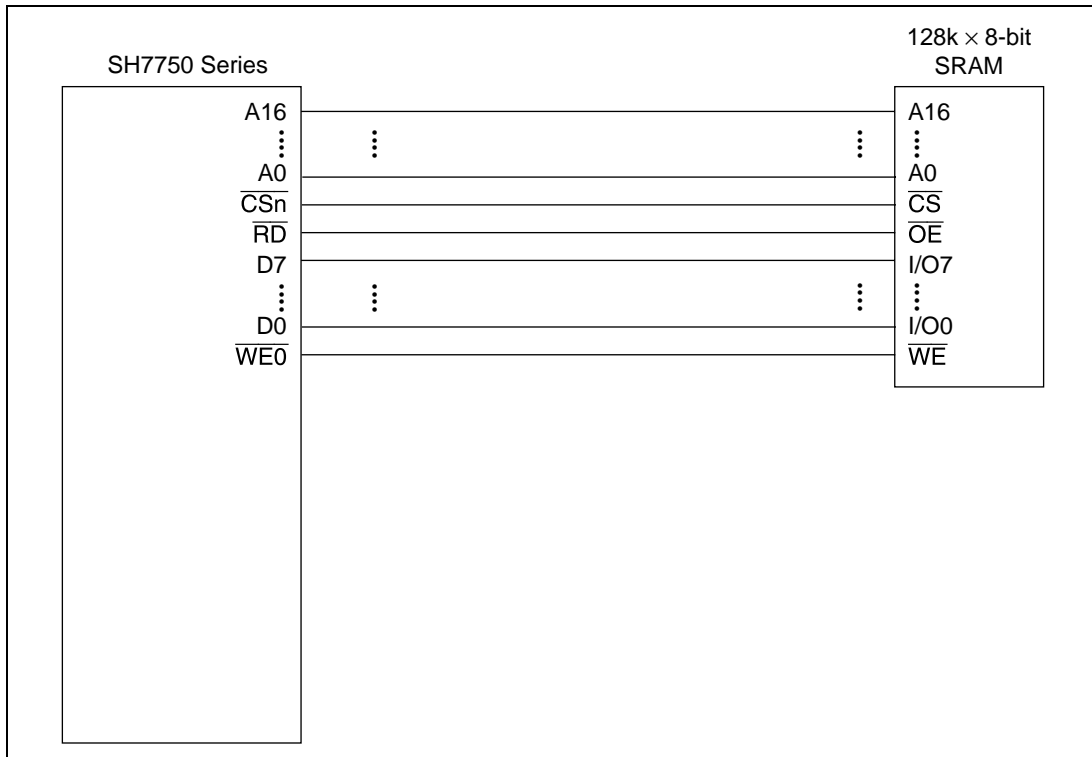 128k × 8-bit
SH7750 Series SRAM
A16 A16
A0 A0
CSn CS
RD OE
D7 I/O7
D0 I/O0
WE0 WE